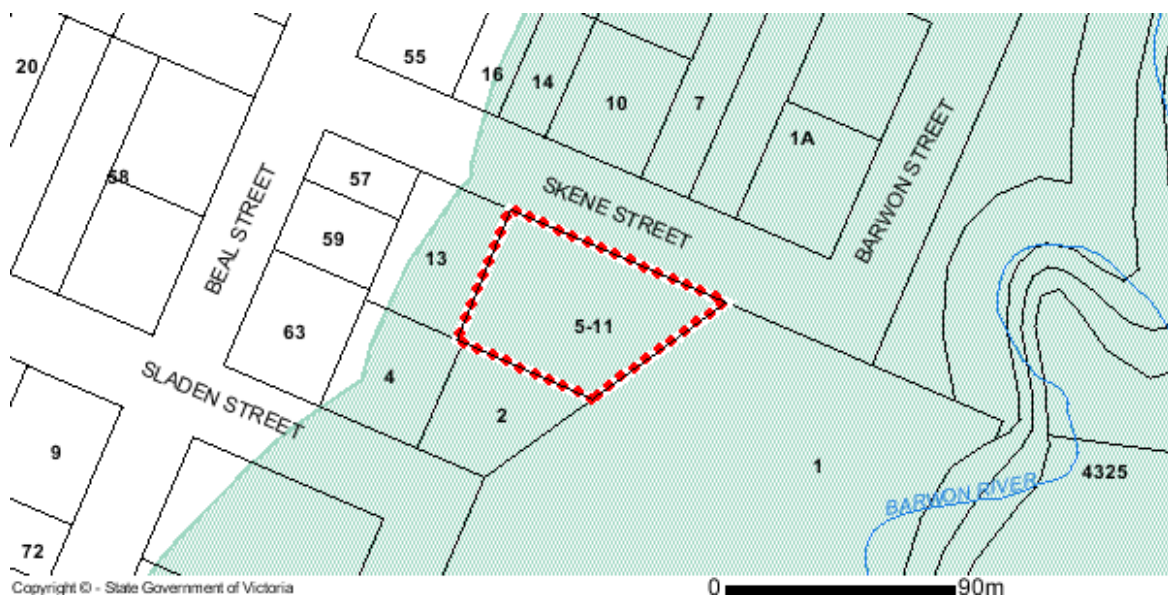 55
20
16
14
10
7
1A
58
57
BEAL STREET
SKENE STREET
BARWON STREET
59
13
5-11
63
SLADEN STREET
4
2
9
1
BARWON RIVER
4325
72
Copyright © - State Government of Victoria
0 90m